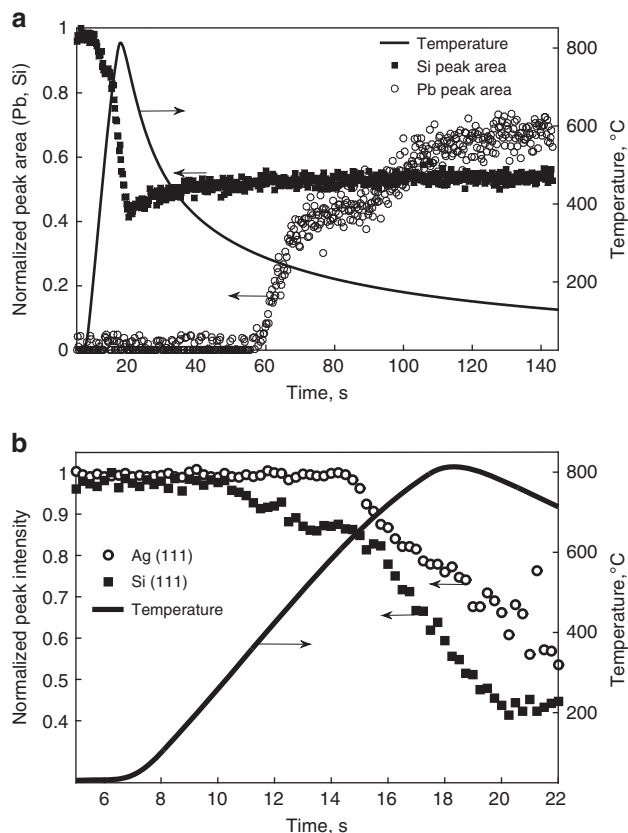 a
Normalized peak area (Pb, Si)
1
0.8
0.6
0.4
0.2
0
800
600
400
200
Temperature, °C
Temperature
Si peak area
Pb peak area
20
40
60
80
100
120
140
Time, s
b
Normalized peak intensity
1
0.9
0.8
0.7
0.6
0.5
0.4
800
600
400
200
Temperature,°C
Ag (111)
Si (111)
Temperature
6
8
10
12
14
16
18
20
22
Time, s